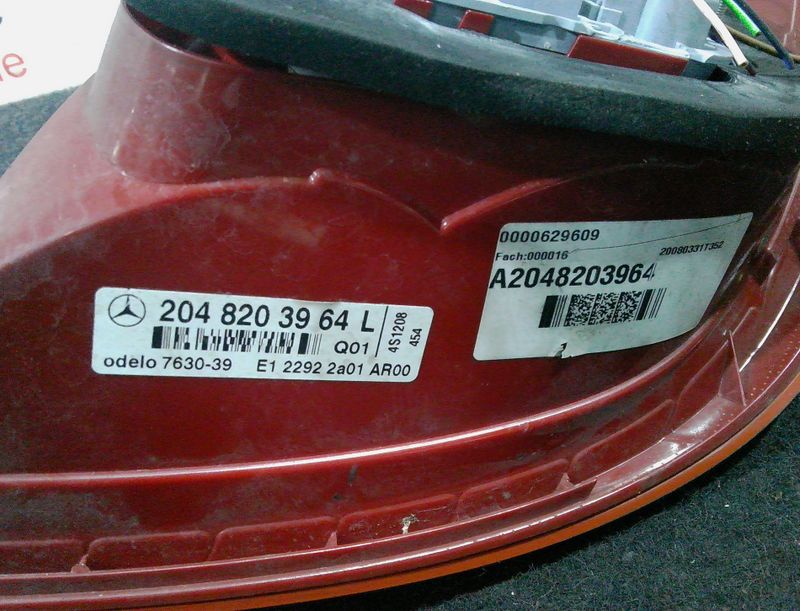 e
204 820 39 64 L
Q01
4S1208
454
odelo 7630-39 E1 2292 2a01 AR00
0000629609
Fach:000016
20080331T352
A2048203964